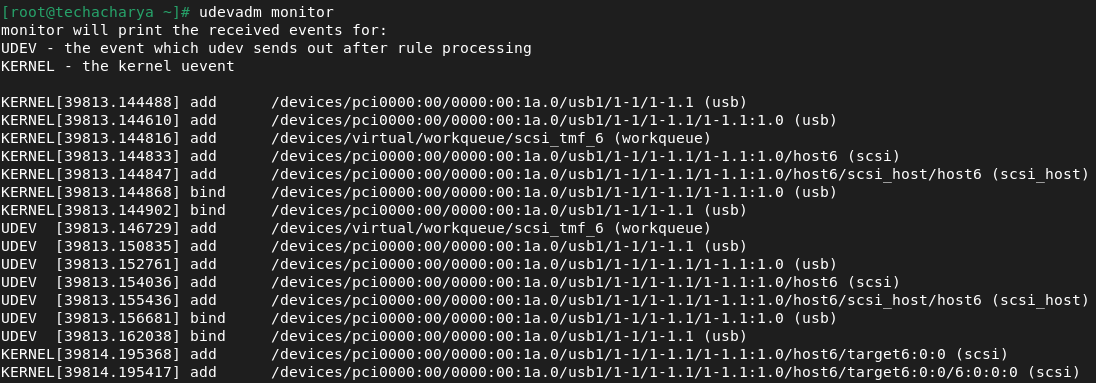 [root@techacharya ~]# udevadm monitor
monitor will print the received events for:
UDEV - the event which udev sends out after rule processing
KERNEL - the kernel uevent

KERNEL[39813.144488] add      /devices/pci0000:00/0000:00:1a.0/usb1/1-1/1-1.1 (usb)
KERNEL[39813.144610] add      /devices/pci0000:00/0000:00:1a.0/usb1/1-1/1-1.1/1-1.1:1.0 (usb)
KERNEL[39813.144816] add      /devices/virtual/workqueue/scsi_tmf_6 (workqueue)
KERNEL[39813.144833] add      /devices/pci0000:00/0000:00:1a.0/usb1/1-1/1-1.1/1-1.1:1.0/host6 (scsi)
KERNEL[39813.144847] add      /devices/pci0000:00/0000:00:1a.0/usb1/1-1/1-1.1/1-1.1:1.0/host6/scsi_host/host6 (scsi_host)
KERNEL[39813.144868] bind     /devices/pci0000:00/0000:00:1a.0/usb1/1-1/1-1.1/1-1.1:1.0 (usb)
KERNEL[39813.144902] bind     /devices/pci0000:00/0000:00:1a.0/usb1/1-1/1-1.1 (usb)
UDEV  [39813.146729] add      /devices/virtual/workqueue/scsi_tmf_6 (workqueue)
UDEV  [39813.150835] add      /devices/pci0000:00/0000:00:1a.0/usb1/1-1/1-1.1 (usb)
UDEV  [39813.152761] add      /devices/pci0000:00/0000:00:1a.0/usb1/1-1/1-1.1/1-1.1:1.0 (usb)
UDEV  [39813.154036] add      /devices/pci0000:00/0000:00:1a.0/usb1/1-1/1-1.1/1-1.1:1.0/host6 (scsi)
UDEV  [39813.155436] add      /devices/pci0000:00/0000:00:1a.0/usb1/1-1/1-1.1/1-1.1:1.0/host6/scsi_host/host6 (scsi_host)
UDEV  [39813.156681] bind     /devices/pci0000:00/0000:00:1a.0/usb1/1-1/1-1.1/1-1.1:1.0 (usb)
UDEV  [39813.162038] bind     /devices/pci0000:00/0000:00:1a.0/usb1/1-1/1-1.1 (usb)
KERNEL[39814.195368] add      /devices/pci0000:00/0000:00:1a.0/usb1/1-1/1-1.1/1-1.1:1.0/host6/target6:0:0 (scsi)
KERNEL[39814.195417] add      /devices/pci0000:00/0000:00:1a.0/usb1/1-1/1-1.1/1-1.1:1.0/host6/target6:0:0/6:0:0:0 (scsi)